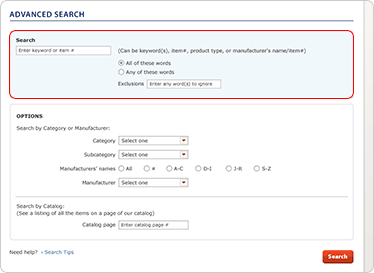 ADVANCED SEARCH
Search
Enter keyword or item # (Can be keyword(s), item#, product type, or manufacturer's name/item#)
All of these words
Any of these words
Exclusions Enter any word(s) to ignore
OPTIONS
Search by Category or Manufacturer:
Category Select one
Subcategory Select one
Manufacturers' names All # A-C D-I J-R S-Z
Manufacturer Select one
Search by Catalog:
(See a listing of all the items on a page of our catalog)
Catalog page Enter catalog page #
Need help? › Search Tips Search